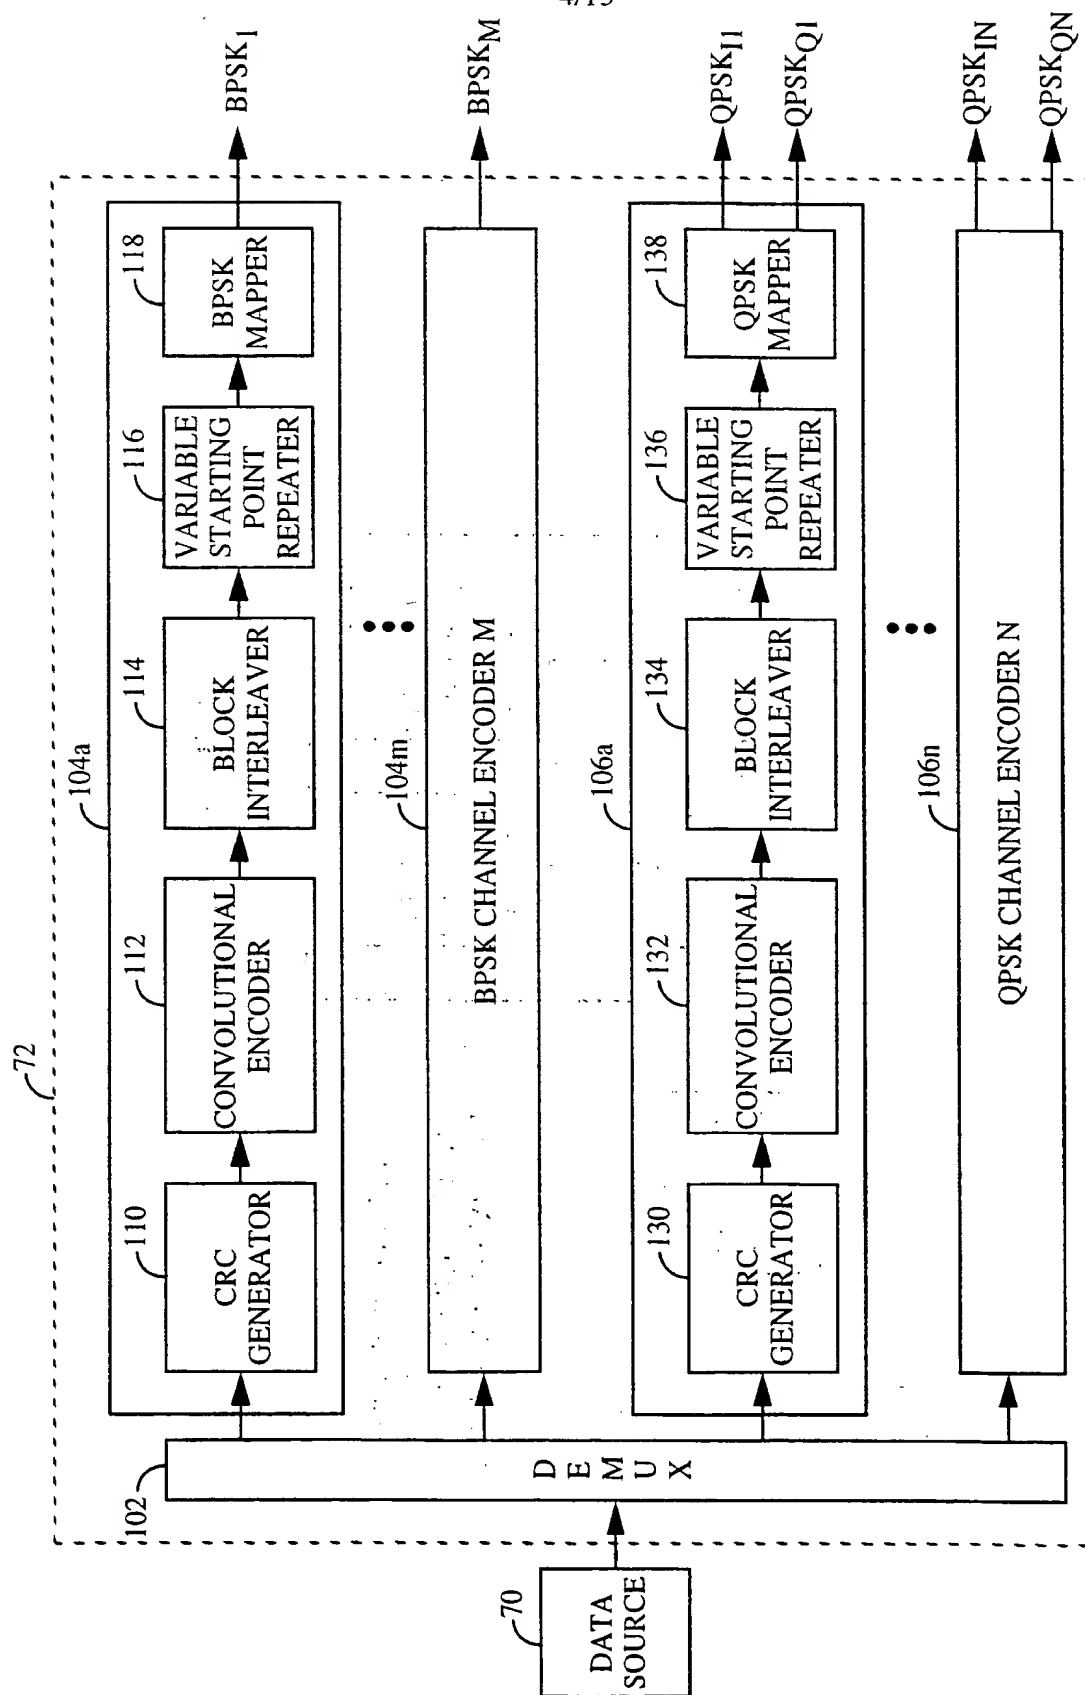 4/15
72
70
DATA
SOURCE
102
D
E
M
U
X
104a
110
CRC
GENERATOR
112
CONVOLUTIONAL
ENCODER
114
BLOCK
INTERLEAVER
116
VARIABLE
STARTING
POINT
REPEATER
118
BPSK
MAPPER
BPSK1
104m
BPSK CHANNEL ENCODER M
BPSKM
106a
130
CRC
GENERATOR
132
CONVOLUTIONAL
ENCODER
134
BLOCK
INTERLEAVER
136
VARIABLE
STARTING
POINT
REPEATER
138
QPSK
MAPPER
QPSKI1
QPSKQ1
106n
QPSK CHANNEL ENCODER N
QPSKIN
QPSKQN